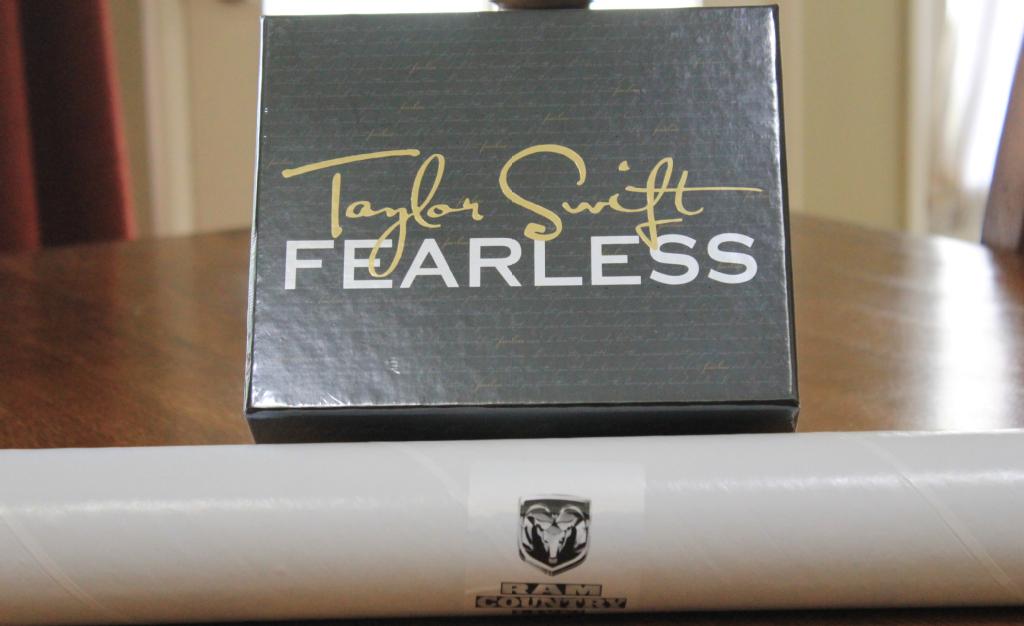 Taylor Swift
FEARLESS
RAM
COUNTRY